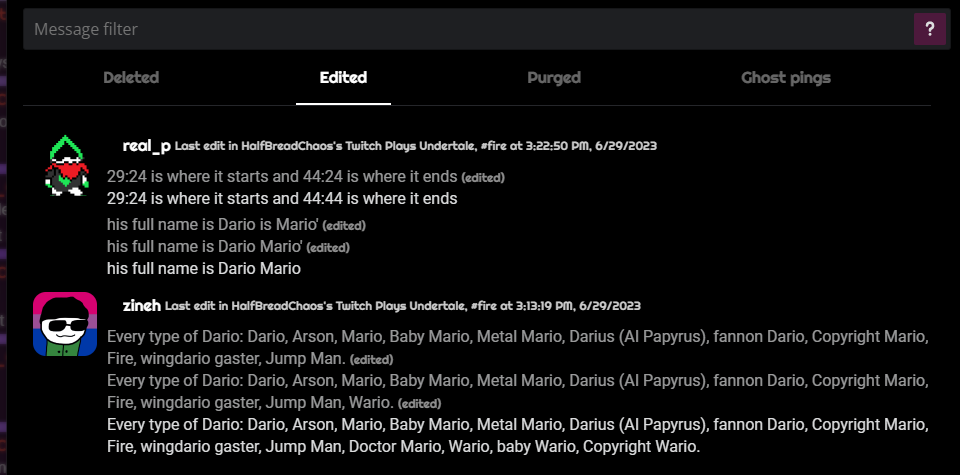 Message filter
?
Deleted Edited Purged Ghost pings
real_p Last edit in HalfBreadChaos's Twitch Plays Undertale, #fire at 3:22:50 PM, 6/29/2023
29:24 is where it starts and 44:24 is where it ends (edited)
29:24 is where it starts and 44:44 is where it ends
his full name is Dario is Mario' (edited)
his full name is Dario Mario' (edited)
his full name is Dario Mario
zineh Last edit in HalfBreadChaos's Twitch Plays Undertale, #fire at 3:13:19 PM, 6/29/2023
Every type of Dario: Dario, Arson, Mario, Baby Mario, Metal Mario, Darius (AI Papyrus), fannon Dario, Copyright Mario,
Fire, wingdario gaster, Jump Man. (edited)
Every type of Dario: Dario, Arson, Mario, Baby Mario, Metal Mario, Darius (AI Papyrus), fannon Dario, Copyright Mario,
Fire, wingdario gaster, Jump Man, Wario. (edited)
Every type of Dario: Dario, Arson, Mario, Baby Mario, Metal Mario, Darius (AI Papyrus), fannon Dario, Copyright Mario,
Fire, wingdario gaster, Jump Man, Doctor Mario, Wario, baby Wario, Copyright Wario.